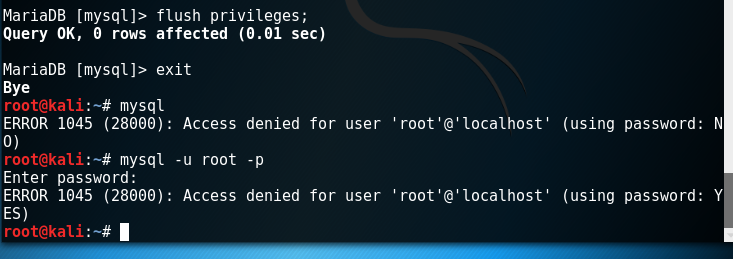 MariaDB [mysql]> flush privileges;
Query OK, 0 rows affected (0.01 sec)
MariaDB [mysql]> exit
Bye
root@kali:~# mysql
ERROR 1045 (28000): Access denied for user 'root'@'localhost' (using password: N
O)
root@kali:~# mysql -u root -p
Enter password:
ERROR 1045 (28000): Access denied for user 'root'@'localhost' (using password: Y
ES)
root@kali:~#